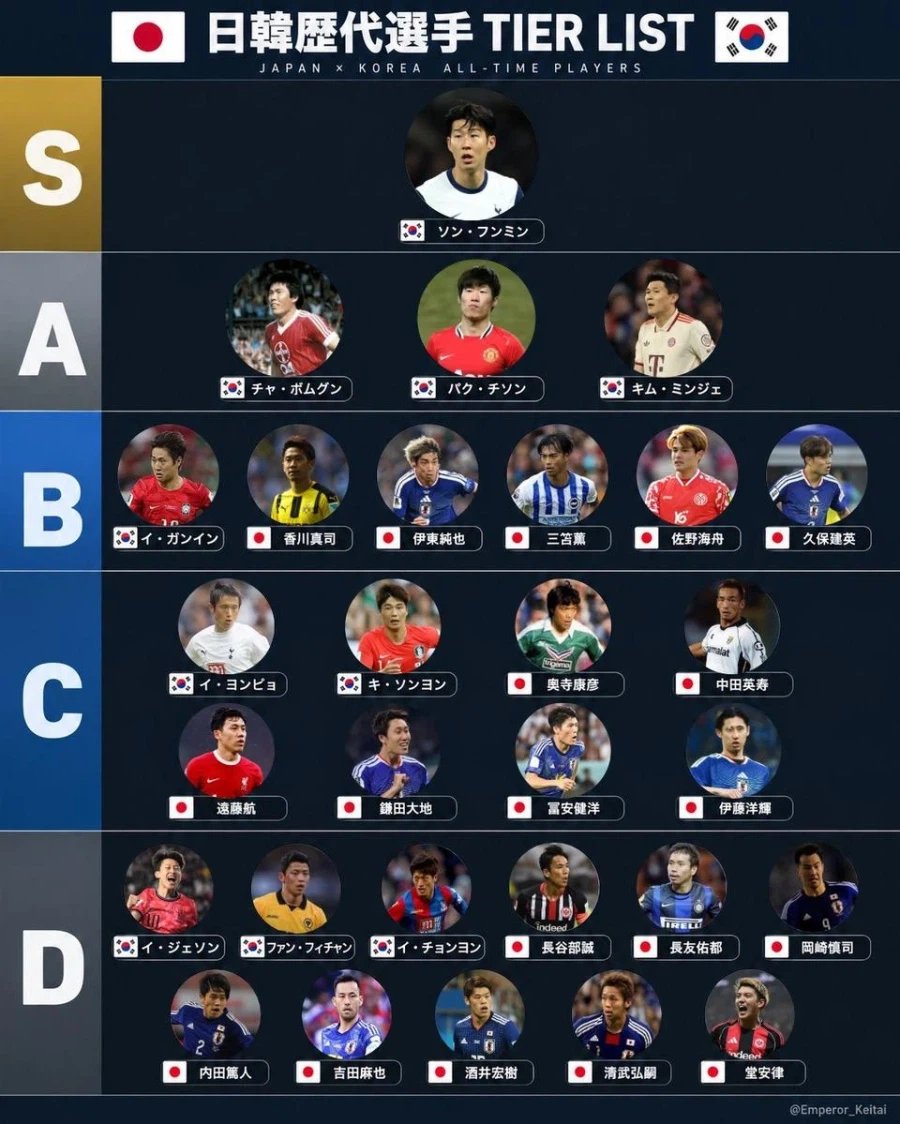 日韓歴代選手 TIER LIST
JAPAN × KOREA ALL-TIME PLAYERS
S
ソン・フンミン
A
チャ・ボムグン
パク・チソン
キム・ミンジェ
B
イ・ガンイン
香川真司
伊東純也
三笘薫
佐野海舟
久保建英
C
イ・ヨンピョ
キ・ソンヨン
奥寺康彦
中田英寿
遠藤航
鎌田大地
冨安健洋
伊藤洋輝
D
イ・ジェソン
ファン・フィチャン
イ・チョンヨン
長谷部誠
長友佑都
岡崎慎司
内田篤人
吉田麻也
酒井宏樹
清武弘嗣
堂安律
@Emperor_Keitai